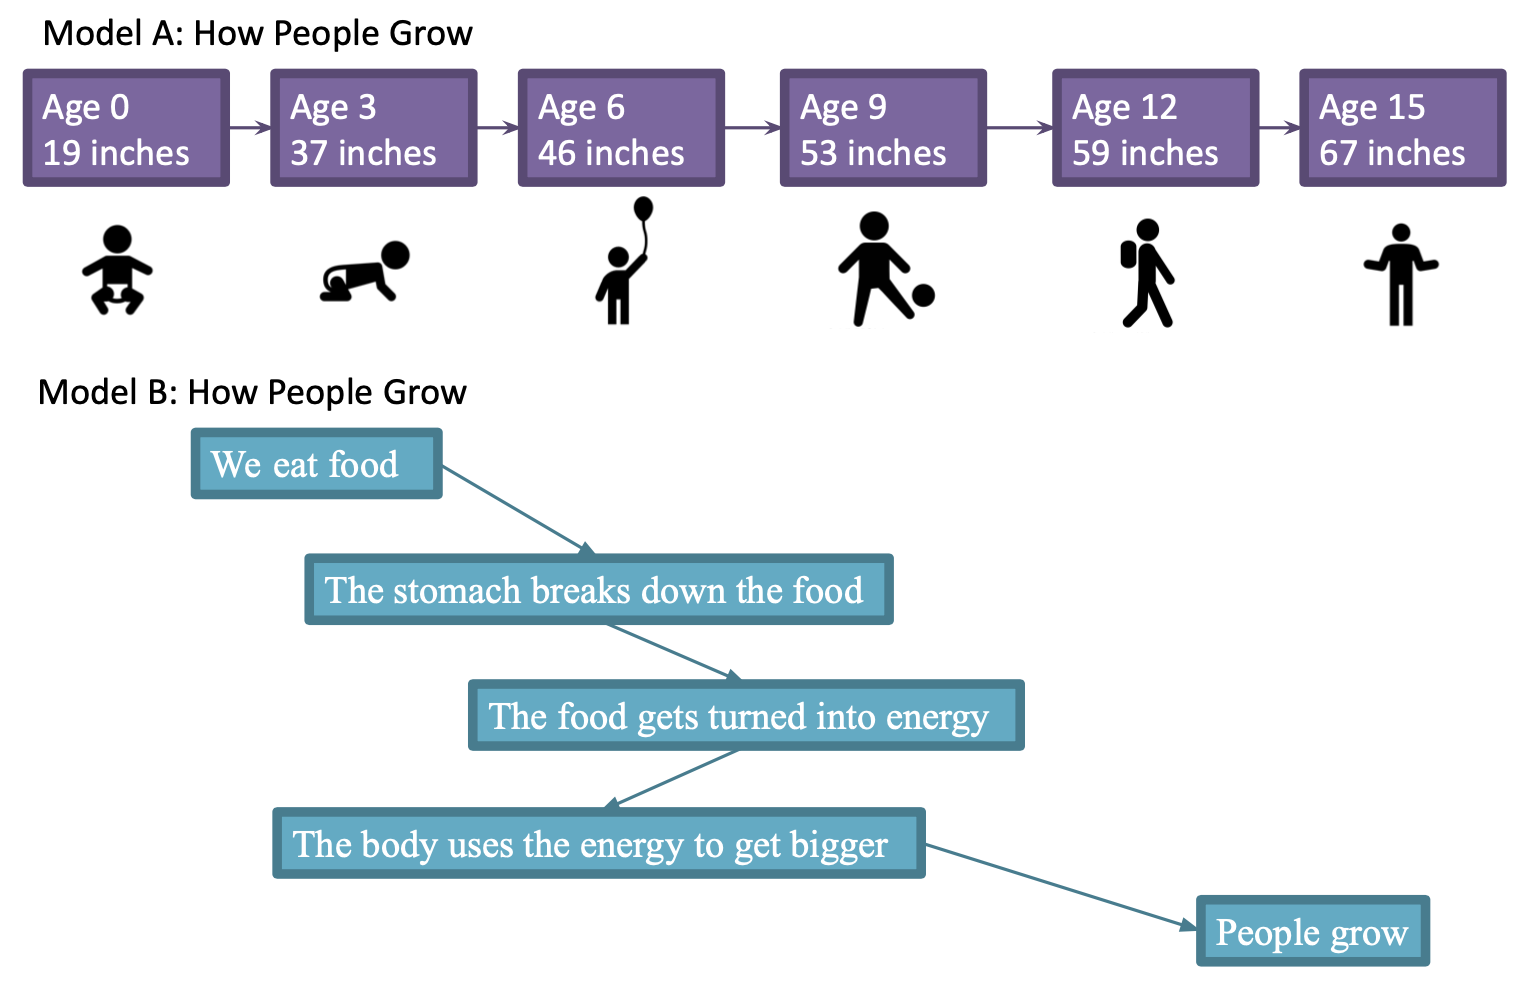 Model A: How People Grow
Age 0
19 inches
Age 3
37 inches
Age 6
46 inches
Age 9
53 inches
Age 12
59 inches
Age 15
67 inches
Model B: How People Grow
We eat food
The stomach breaks down the food
The food gets turned into energy
The body uses the energy to get bigger
People grow